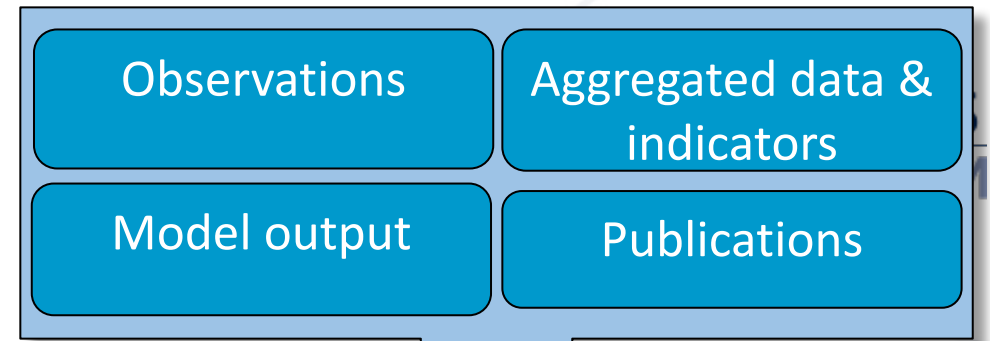 Observations
Aggregated data &
indicators
Model output
Publications